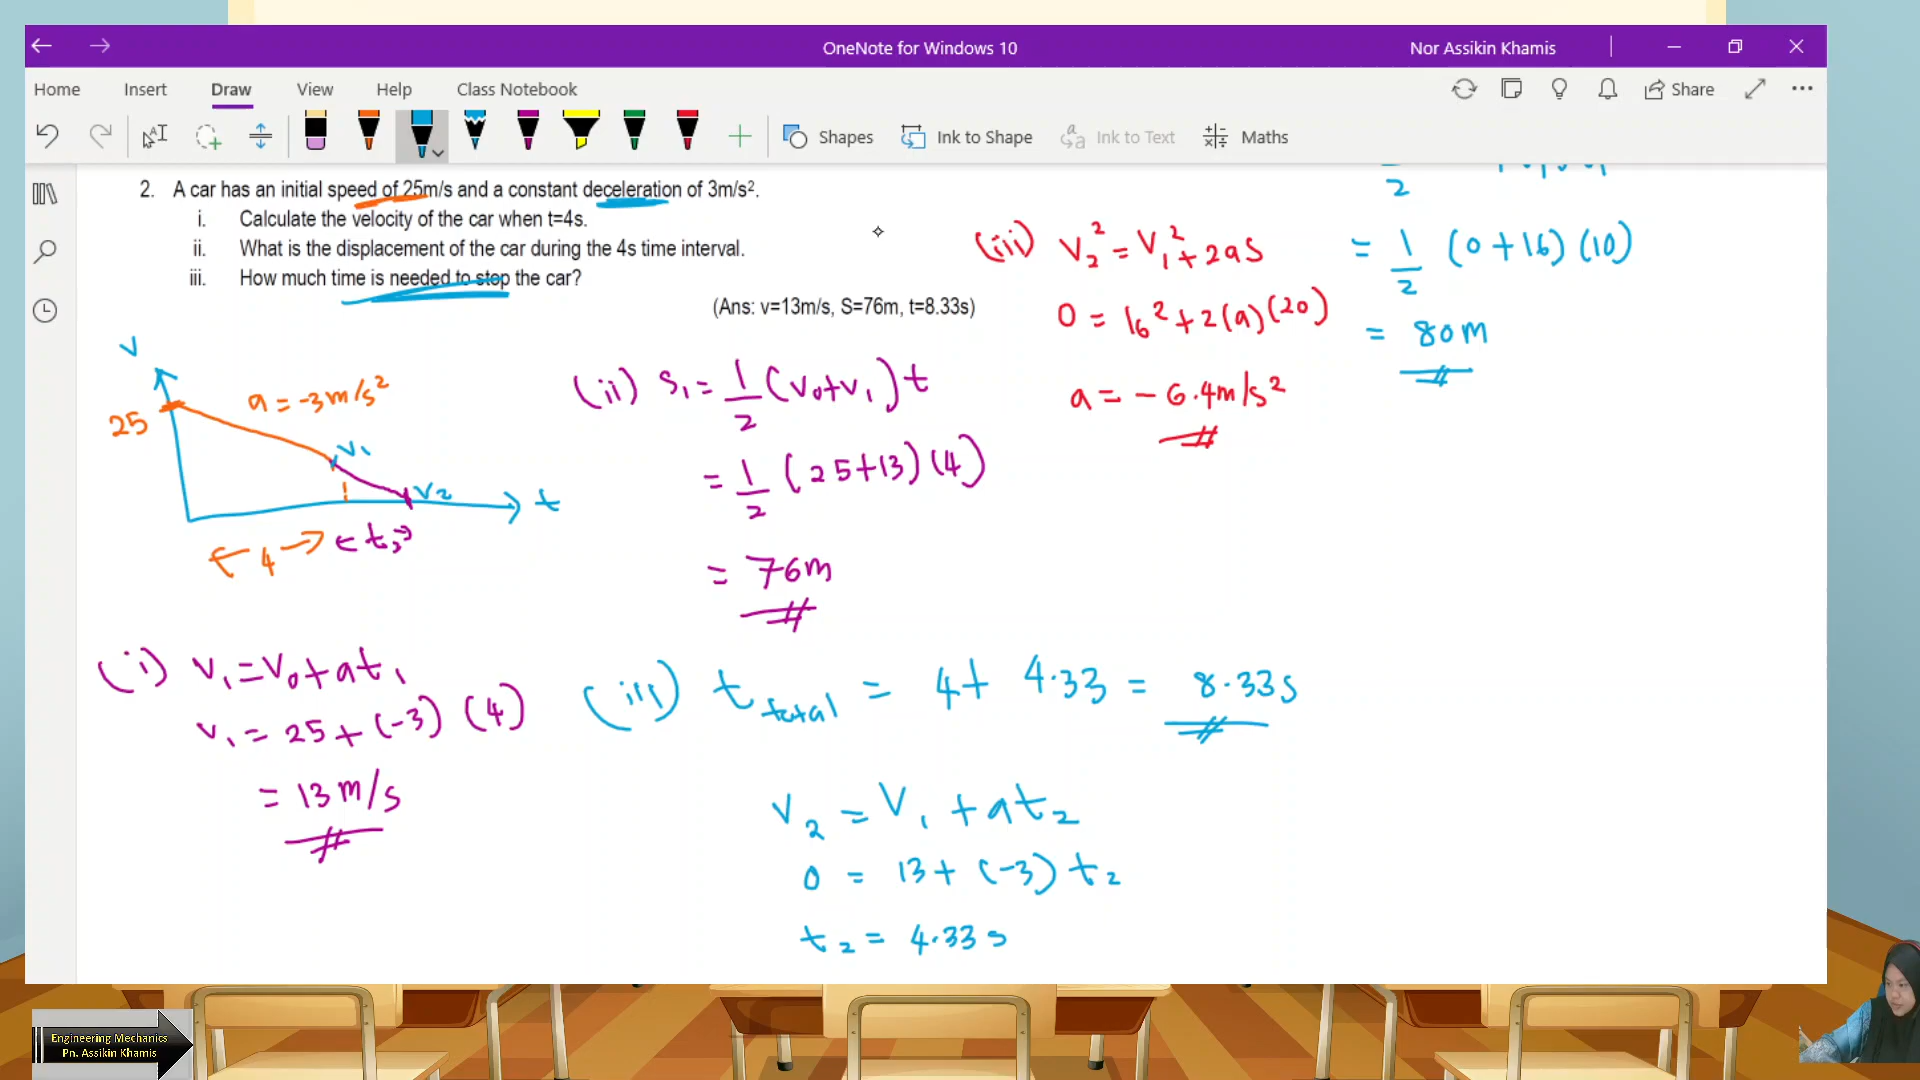 OneNote for Windows 10
Nor Assikin Khamis
Home Insert Draw View Help Class Notebook
Share
Shapes Ink to Shape Ink to Text Maths
2. A car has an initial speed of 25m/s and a constant deceleration of 3m/s².
i. Calculate the velocity of the car when t=4s.
ii. What is the displacement of the car during the 4s time interval.
iii. How much time is needed to stop the car?
(Ans: v=13m/s, S=76m, t=8.33s)
V
25
a = -3m/s²
V₁
V₂
t
4
(i) V₁ = V₀ + at₁
V₁ = 25 + (-3) (4)
= 13 m/s
(ii) S₁ = 1/2 (V₀+V₁) t
= 1/2 (25+13) (4)
= 76m
(iii) t total = 4 + 4.33 = 8.33s
V₂ = V₁ + at₂
0 = 13 + (-3) t₂
t₂ = 4.33 s
(iii) V₂² = V₁² + 2as
0 = 16² + 2(a)(20)
a = - 6.4m/s²
2
= 1/2 (0 + 16) (10)
= 80m
Engineering Mechanics
Pn. Assikin Khamis